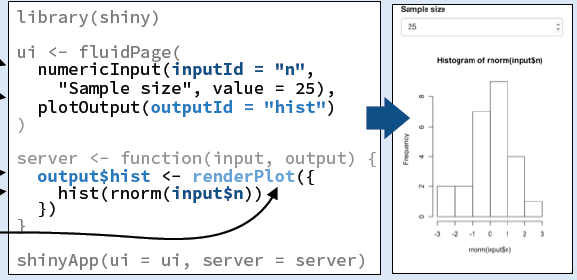 library(shiny)
ui <- fluidPage(
numericInput(inputId = "n",
"Sample size", value = 25),
plotOutput(outputId = "hist")
)
server <- function(input, output) {
output$hist <- renderPlot({
hist(rnorm(input$n))
})
}
shinyApp(ui = ui, server = server)
Sample size
25
Histogram of rnorm(input$n)
Frequency
8
6
4
2
0
-3 -2 -1 0 1 2 3
rnorm(input$n)